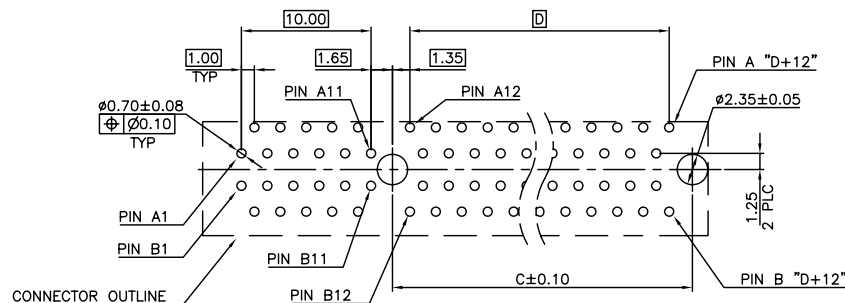 10.00
D
1.00
TYP
1.65
1.35
PIN A "D+12"
PIN A11
PIN A12
ø0.70±0.08
⌖ Ø0.10
TYP
ø2.35±0.05
1.25
2 PLC
PIN A1
PIN B1
PIN B11
C±0.10
PIN B "D+12"
CONNECTOR OUTLINE
PIN B12